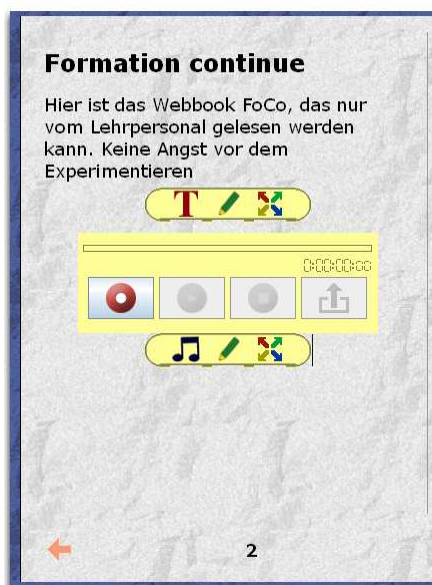 Formation continue
Hier ist das Webbook FoCo, das nur
vom Lehrpersonal gelesen werden
kann. Keine Angst vor dem
Experimentieren
T
0:00:00:00
2